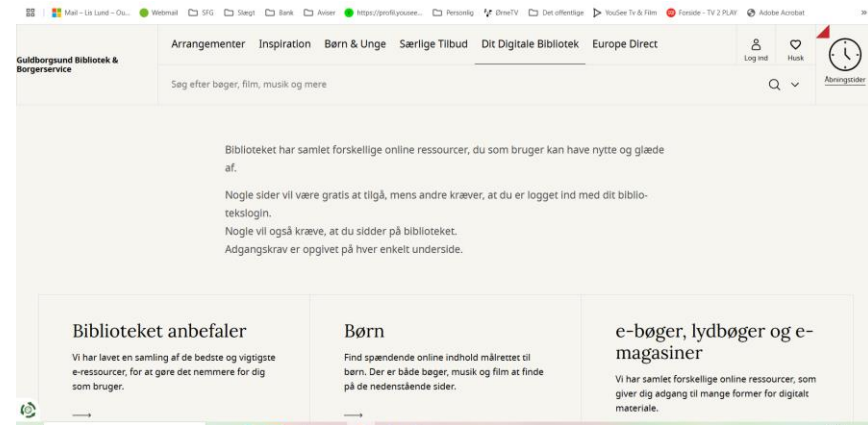 Mail – Lis Lund – Ou... Webmail SFG Slægt Bank Aviser https://profil.yousee... Personlig ØrneTV Det offentlige YouSee Tv & Film Forside – TV 2 PLAY Adobe Acrobat »
Guldborgsund Bibliotek &
Borgerservice
Arrangementer Inspiration Børn & Unge Særlige Tilbud Dit Digitale Bibliotek Europe Direct
Log ind Husk
Åbningstider
Søg efter bøger, film, musik og mere
Biblioteket har samlet forskellige online ressourcer, du som bruger kan have nytte og glæde
af.
Nogle sider vil være gratis at tilgå, mens andre kræver, at du er logget ind med dit biblio-
tekslogin.
Nogle vil også kræve, at du sidder på biblioteket.
Adgangskrav er opgivet på hver enkelt underside.
Biblioteket anbefaler
Vi har lavet en samling af de bedste og vigtigste
e-ressourcer, for at gøre det nemmere for dig
som bruger.
Børn
Find spændende online indhold målrettet til
børn. Der er både bøger, musik og film at finde
på de nedenstående sider.
e-bøger, lydbøger og e-
magasiner
Vi har samlet forskellige online ressourcer, som
giver dig adgang til mange former for digitalt
materiale.